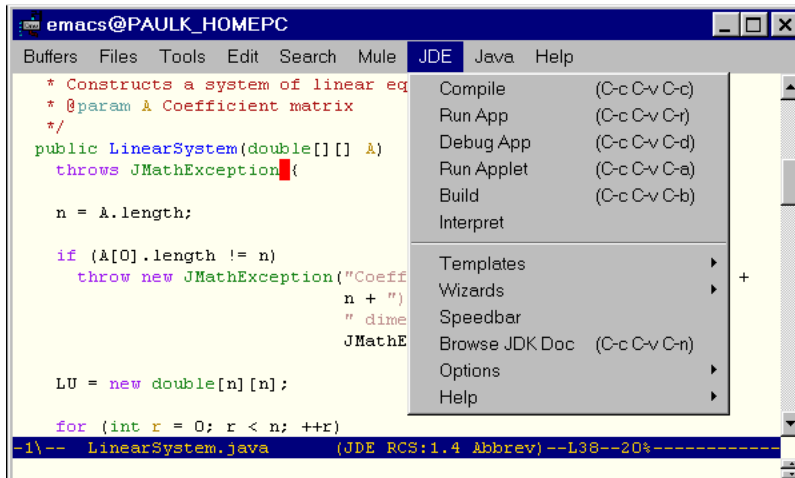 emacs@PAULK_HOMEPC
Buffers Files Tools Edit Search Mule JDE Java Help
* Constructs a system of linear eq
* @param A Coefficient matrix
*/
public LinearSystem(double[][] A)
throws JMathException {
n = A.length;
if (A[0].length != n)
throw new JMathException("Coeff +
n + ")
" dime
JMathE
LU = new double[n][n];
for (int r = 0; r < n; ++r)
Compile (C-c C-v C-c)
Run App (C-c C-v C-r)
Debug App (C-c C-v C-d)
Run Applet (C-c C-v C-a)
Build (C-c C-v C-b)
Interpret
Templates
Wizards
Speedbar
Browse JDK Doc (C-c C-v C-n)
Options
Help
-1\-- LinearSystem.java (JDE RCS:1.4 Abbrev)--L38--20%------------